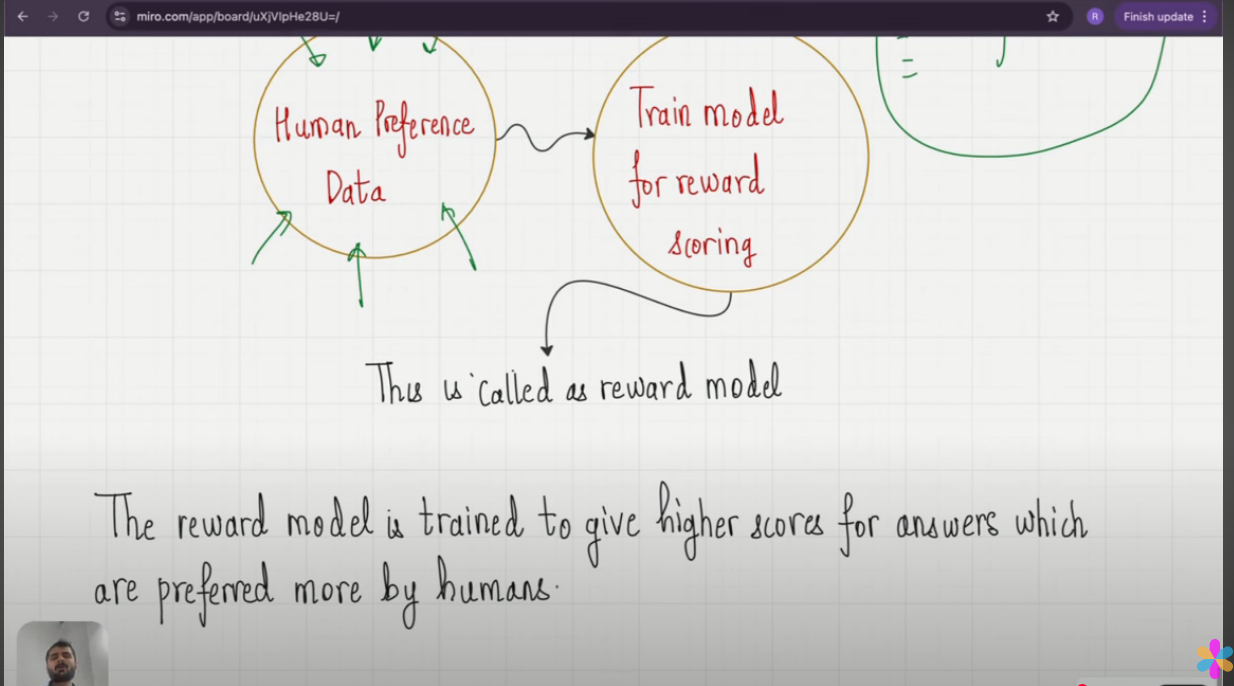 miro.com/app/board/uXjVIpHe28U=/
R
Finish update
Human Preference
Data
Train model
for reward
scoring
This is called as reward model
The reward model is trained to give higher scores for answers which
are preferred more by humans.